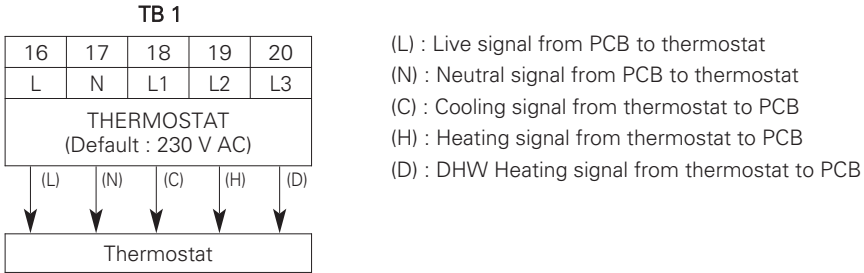 TB 1
16 17 18 19 20
L N L1 L2 L3
THERMOSTAT
(Default : 230 V AC)
(L) (N) (C) (H) (D)
Thermostat
(L) : Live signal from PCB to thermostat
(N) : Neutral signal from PCB to thermostat
(C) : Cooling signal from thermostat to PCB
(H) : Heating signal from thermostat to PCB
(D) : DHW Heating signal from thermostat to PCB